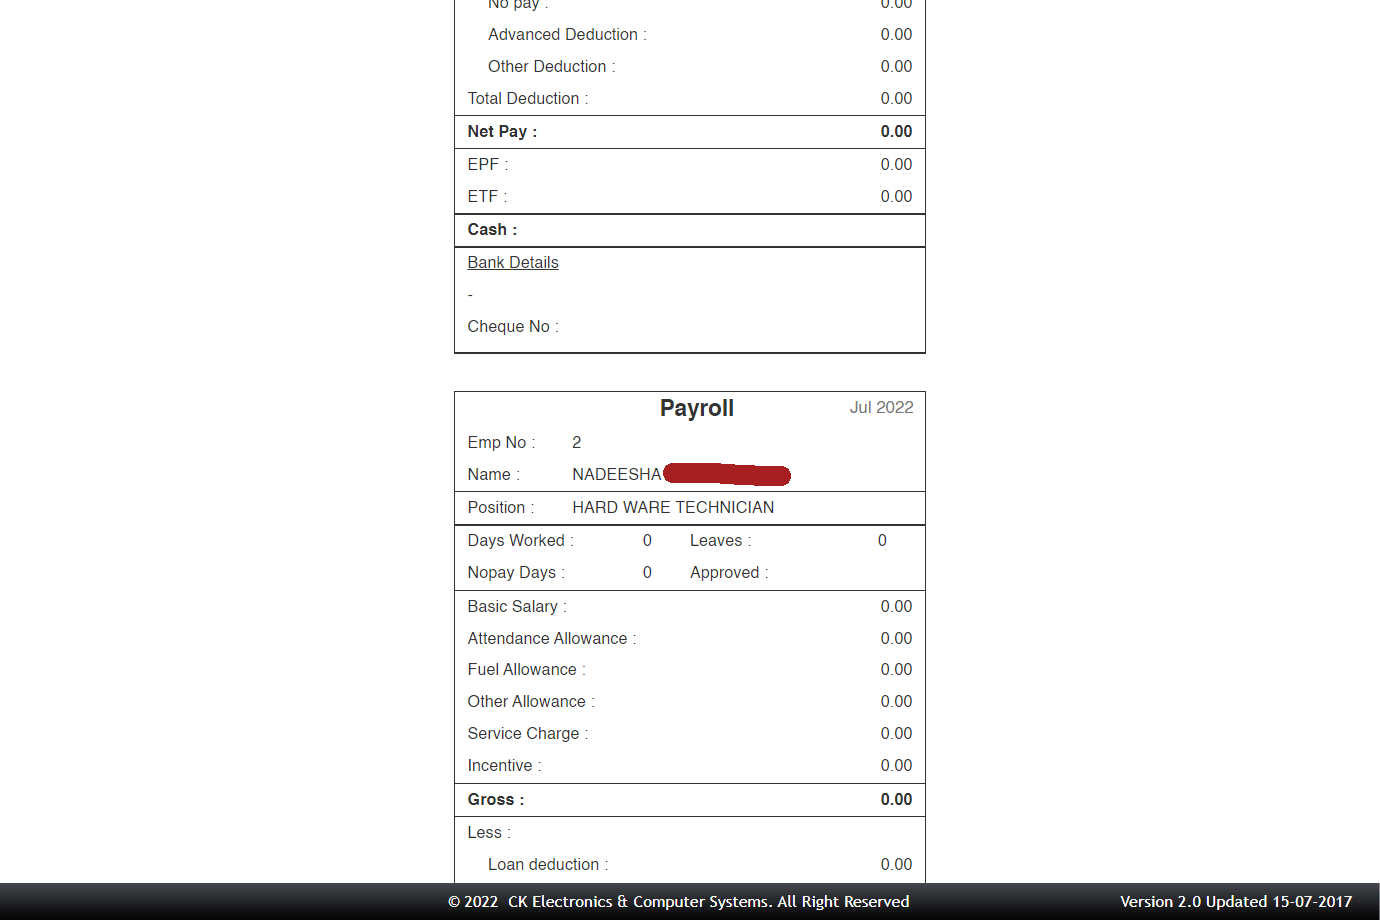 No pay : 0.00
Advanced Deduction : 0.00
Other Deduction : 0.00
Total Deduction : 0.00
Net Pay : 0.00
EPF : 0.00
ETF : 0.00
Cash :
Bank Details
-
Cheque No :
Payroll Jul 2022
Emp No : 2
Name : NADEESHA
Position : HARD WARE TECHNICIAN
Days Worked : 0 Leaves : 0
Nopay Days : 0 Approved :
Basic Salary : 0.00
Attendance Allowance : 0.00
Fuel Allowance : 0.00
Other Allowance : 0.00
Service Charge : 0.00
Incentive : 0.00
Gross : 0.00
Less :
Loan deduction : 0.00
© 2022 CK Electronics & Computer Systems. All Right Reserved Version 2.0 Updated 15-07-2017